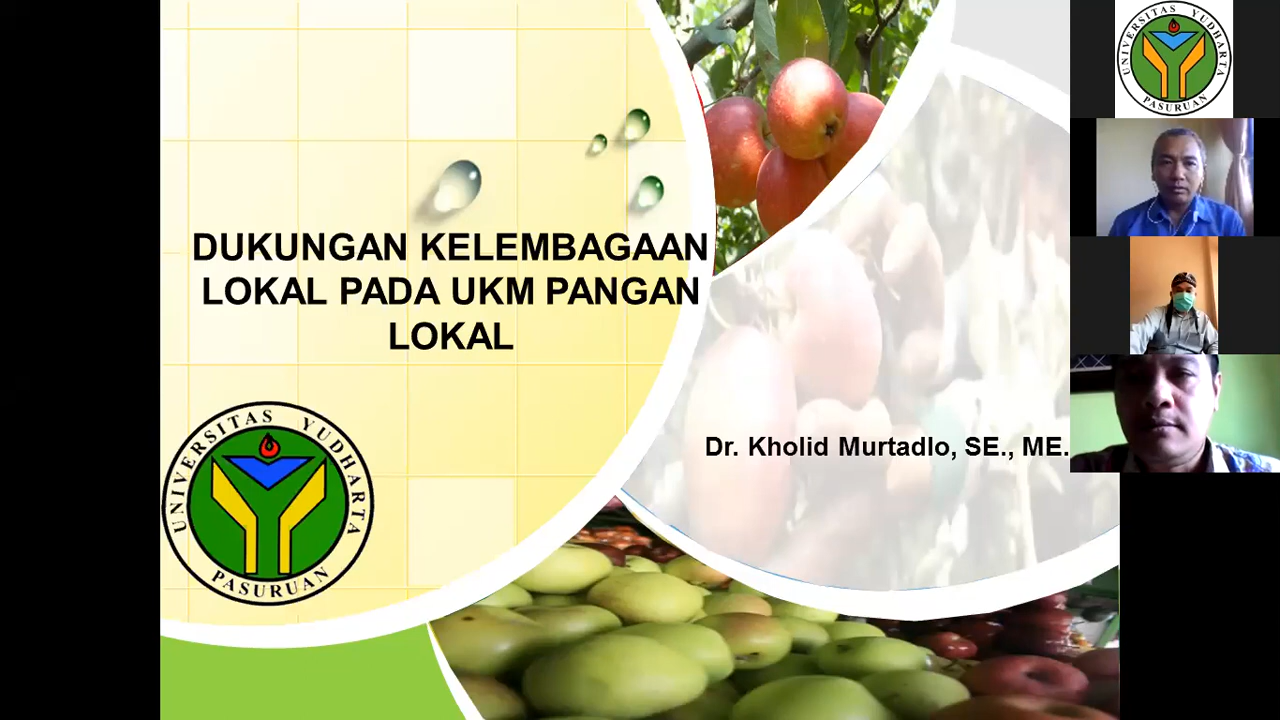 DUKUNGAN KELEMBAGAAN
LOKAL PADA UKM PANGAN
LOKAL
Dr. Kholid Murtadlo, SE., ME.
UNIVERSITAS YUDHARTA
PASURUAN
UNIVERSITAS YUDHARTA
PASURUAN